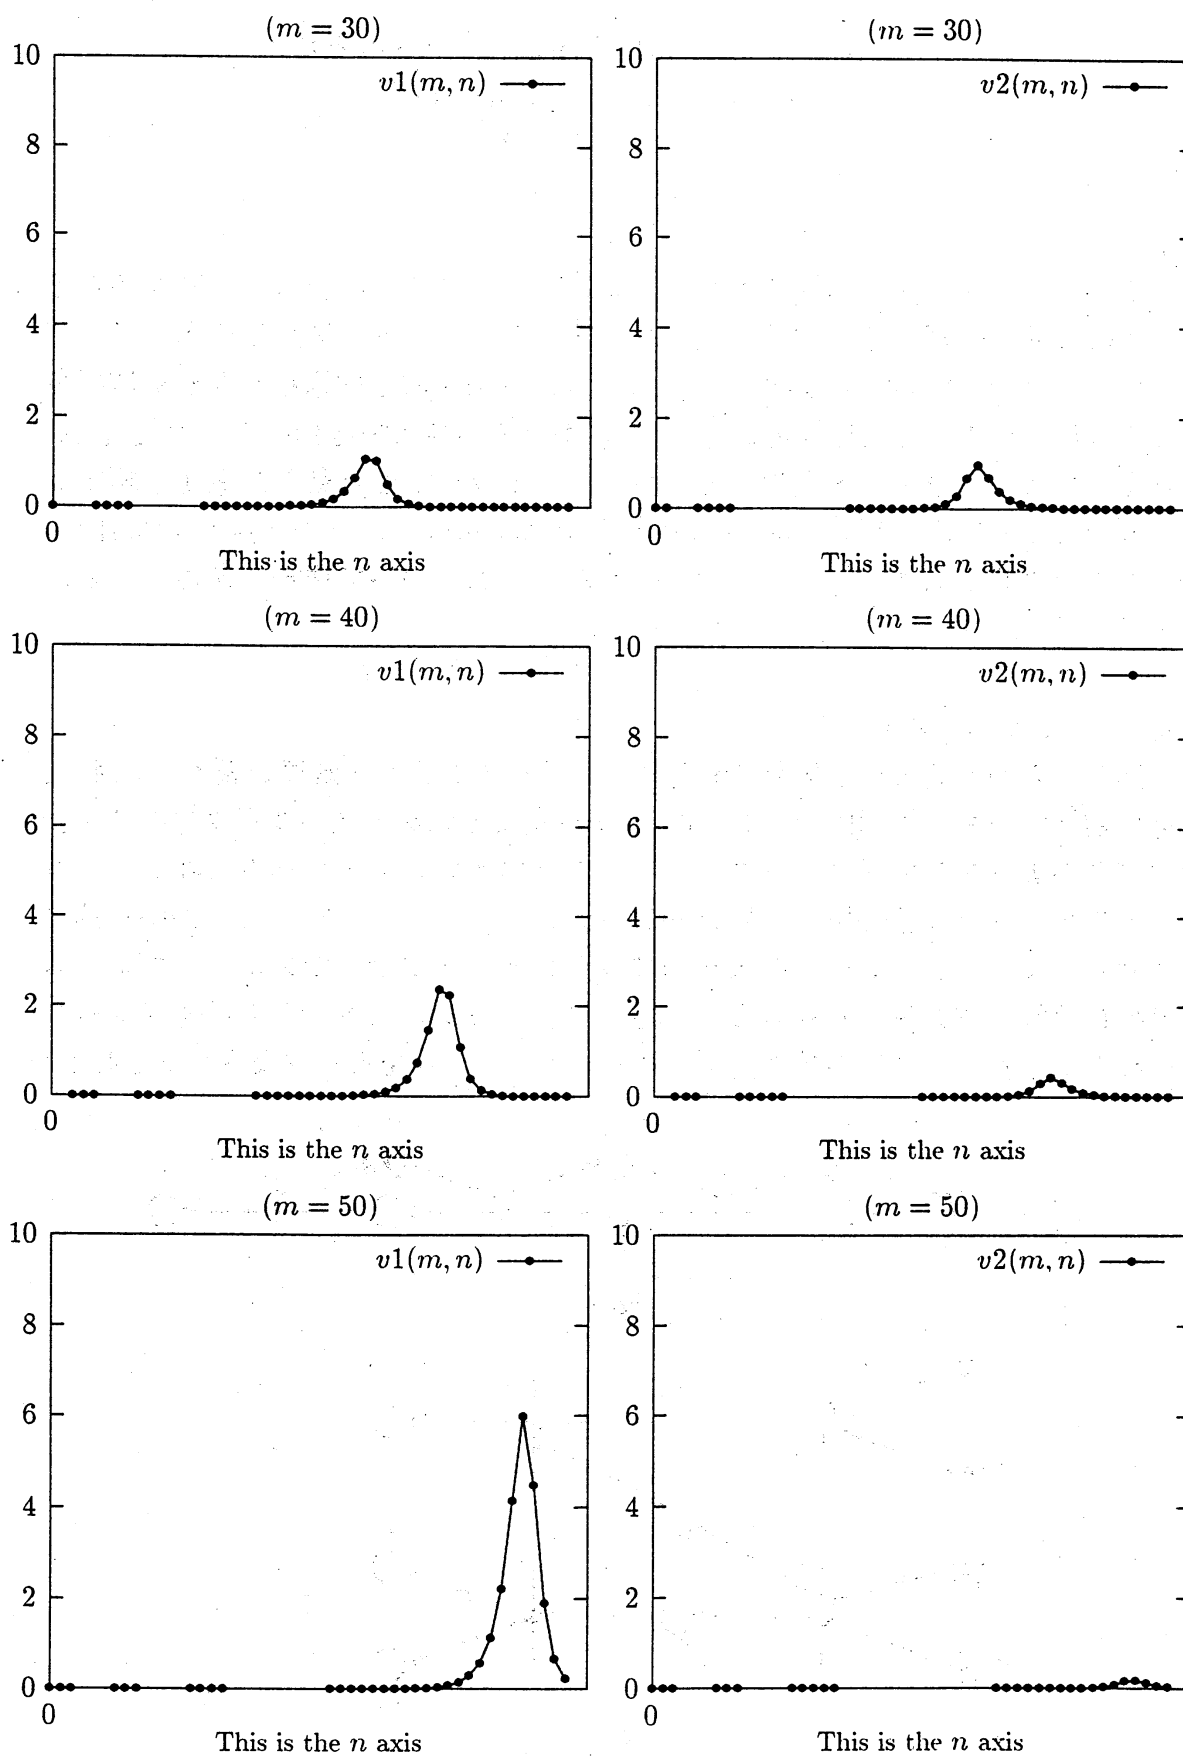 (m = 30)
10
v1(m, n)
8
6
4
2
0
0
This is the n axis
(m = 30)
10
v2(m, n)
8
6
4
2
0
0
This is the n axis
(m = 40)
10
v1(m, n)
8
6
4
2
0
0
This is the n axis
(m = 40)
10
v2(m, n)
8
6
4
2
0
0
This is the n axis
(m = 50)
10
v1(m, n)
8
6
4
2
0
0
This is the n axis
(m = 50)
10
v2(m, n)
8
6
4
2
0
0
This is the n axis